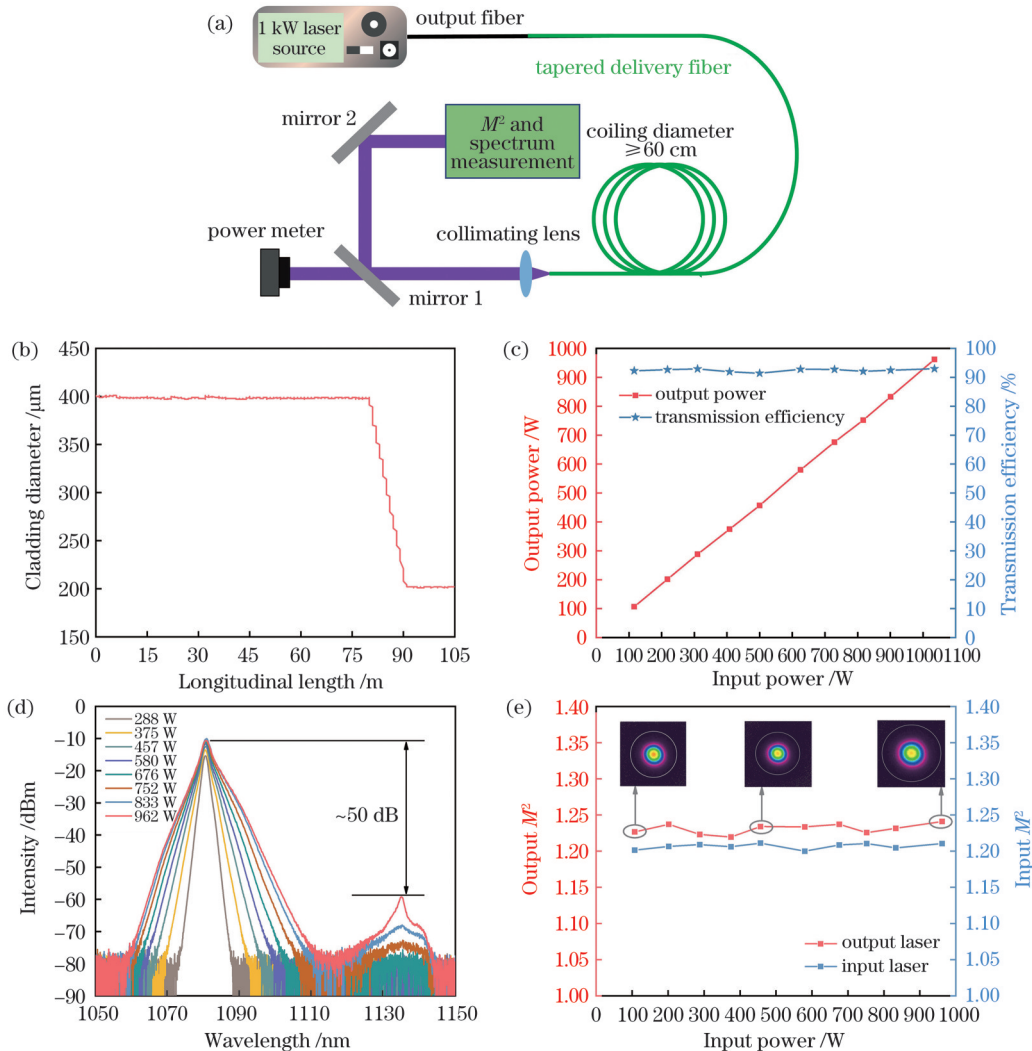 (a)
1 kW laser
source
output fiber
tapered delivery fiber
mirror 2
M² and
spectrum
measurement
coiling diameter
≥60 cm
power meter
collimating lens
mirror 1
(b)
450
400
350
300
250
200
150
0 15 30 45 60 75 90 105
Cladding diameter /μm
Longitudinal length /m
(c)
1000
900
800
700
600
500
400
300
200
100
0
Output power /W
output power
transmission efficiency
100
90
80
70
60
50
40
30
20
10
0
Transmission efficiency /%
0 100 200 300 400 500 600 700 800 900 1000 1100
Input power /W
(d)
0
-10
-20
-30
-40
-50
-60
-70
-80
-90
Intensity /dBm
288 W
375 W
457 W
580 W
676 W
752 W
833 W
962 W
~50 dB
1050 1070 1090 1110 1130 1150
Wavelength /nm
(e)
1.40
1.35
1.30
1.25
1.20
1.15
1.10
1.05
1.00
Output M²
output laser
input laser
1.40
1.35
1.30
1.25
1.20
1.15
1.10
1.05
1.00
Input M²
0 100 200 300 400 500 600 700 800 900 1000
Input power /W